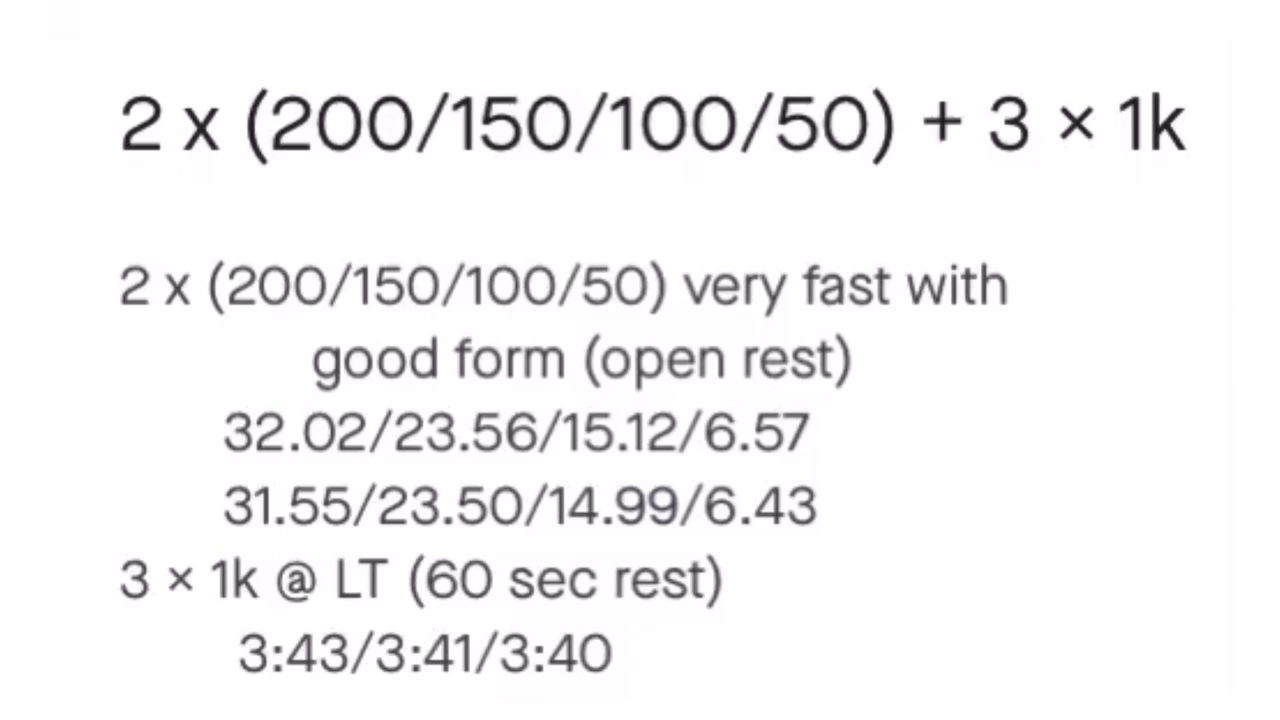 2 x (200/150/100/50) + 3 × 1k
2 x (200/150/100/50) very fast with
good form (open rest)
32.02/23.56/15.12/6.57
31.55/23.50/14.99/6.43
3 × 1k @ LT (60 sec rest)
3:43/3:41/3:40